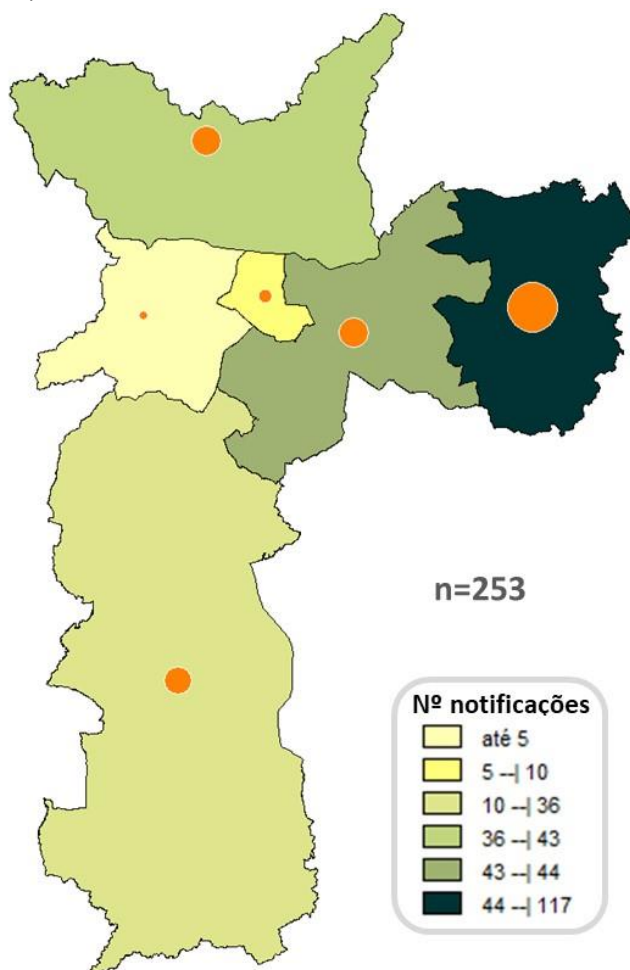 n=253
Nº notificações
até 5
5 --| 10
10 --| 36
36 --| 43
43 --| 44
44 --| 117